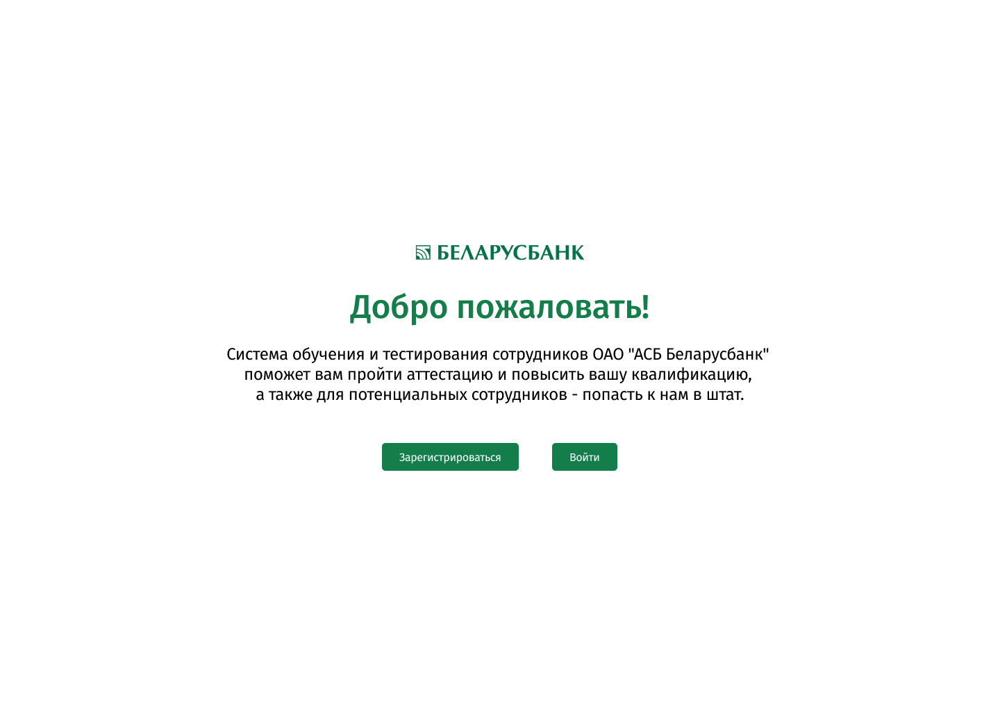 БЕЛАРУСБАНК
Добро пожаловать!
Система обучения и тестирования сотрудников ОАО "АСБ Беларусбанк"
поможет вам пройти аттестацию и повысить вашу квалификацию,
а также для потенциальных сотрудников - попасть к нам в штат.
Зарегистрироваться
Войти